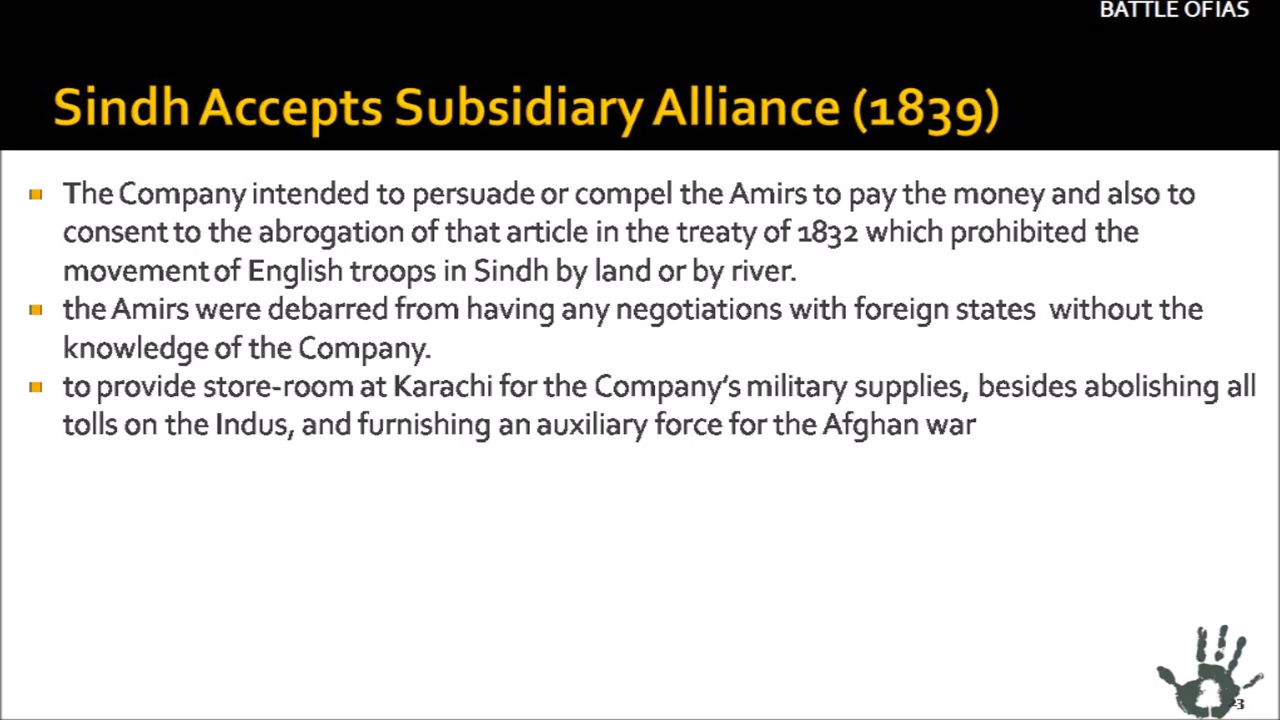 BATTLE OF IAS
Sindh Accepts Subsidiary Alliance (1839)
The Company intended to persuade or compel the Amirs to pay the money and also to
consent to the abrogation of that article in the treaty of 1832 which prohibited the
movement of English troops in Sindh by land or by river.
the Amirs were debarred from having any negotiations with foreign states without the
knowledge of the Company.
to provide store-room at Karachi for the Company's military supplies, besides abolishing all
tolls on the Indus, and furnishing an auxiliary force for the Afghan war